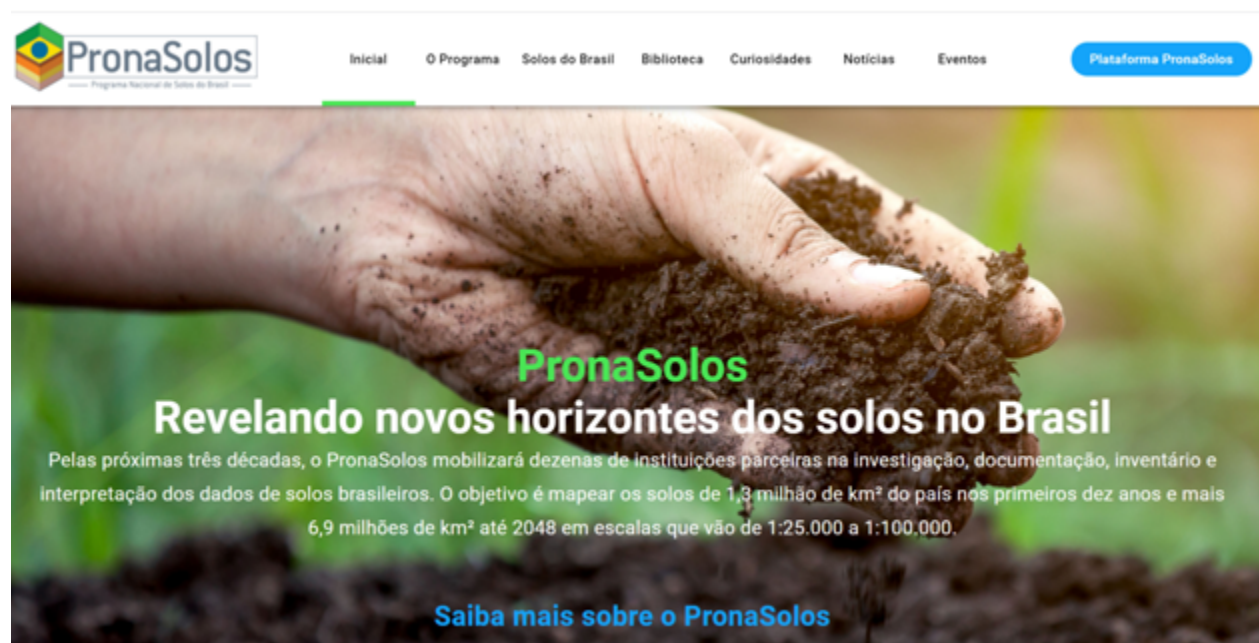 PronaSolos
Programa Nacional de Solos do Brasil
Inicial O Programa Solos do Brasil Biblioteca Curiosidades Notícias Eventos Plataforma PronaSolos
PronaSolos
Revelando novos horizontes dos solos no Brasil
Pelas próximas três décadas, o PronaSolos mobilizará dezenas de instituições parceiras na investigação, documentação, inventário e
interpretação dos dados de solos brasileiros. O objetivo é mapear os solos de 1,3 milhão de km² do país nos primeiros dez anos e mais
6,9 milhões de km² até 2048 em escalas que vão de 1:25.000 a 1:100.000.
Saiba mais sobre o PronaSolos